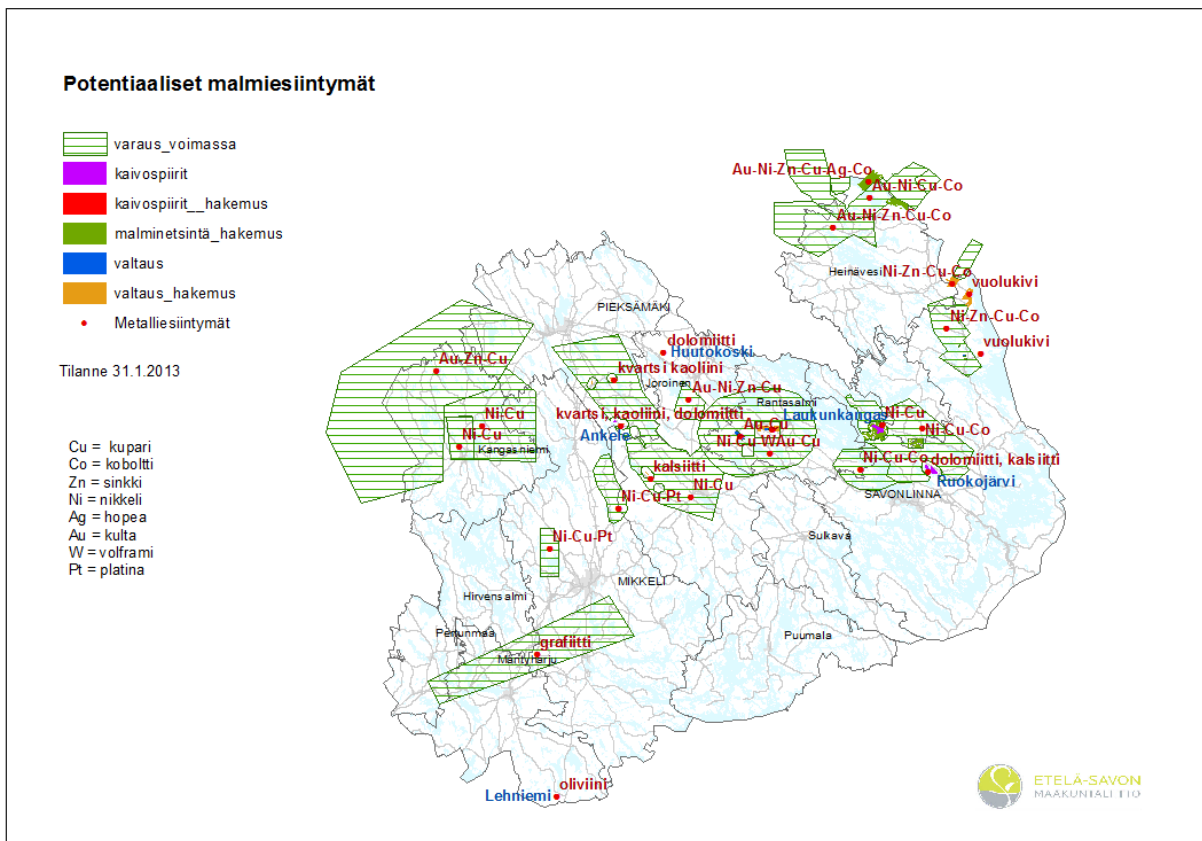 Potentiaaliset malmiesiintymät
varaus_voimassa
kaivospiirit
kaivospiirit__hakemus
malminetsintä_hakemus
valtaus
valtaus_hakemus
Metalliesiintymät
Tilanne 31.1.2013
Cu = kupari
Co = koboltti
Zn = sinkki
Ni = nikkeli
Ag = hopea
Au = kulta
W = volframi
Pt = platina
Au-Ni-Zn-Cu-Ag-Co
Au-Ni-Cu-Co
Au-Ni-Zn-Cu-Co
Heinävesi
Ni-Zn-Cu-Co
vuolukivi
PIEKSÄMÄKI
Ni-Zn-Cu-Co
dolomiitti
Huutokoski
vuolukivi
Au-Zn-Cu
kvartsi kaoliini
Joroinen
Au-Ni-Zn-Cu
Rantasalmi
Ni-Cu
kvartsi, kaoliini, dolomiitti
Laukunkangas
Ni-Cu
Au-Cu
Ni-Cu-Co
Ankele
Ni-Cu
Kangasniemi
Ni-Cu-WAu-Cu
kalsiitti
Ni-Cu-Co
dolomiitti, kalsiitti
Ni-Cu
Ruokojärvi
Ni-Cu-Pt
SAVONLINNA
Sulkava
Ni-Cu-Pt
MIKKELI
Hirvensalmi
Pertunmaa
Puumala
grafiitti
Mäntyharju
oliviini
Lehniemi
ETELÄ-SAVON
MAAKUNTALIITTO